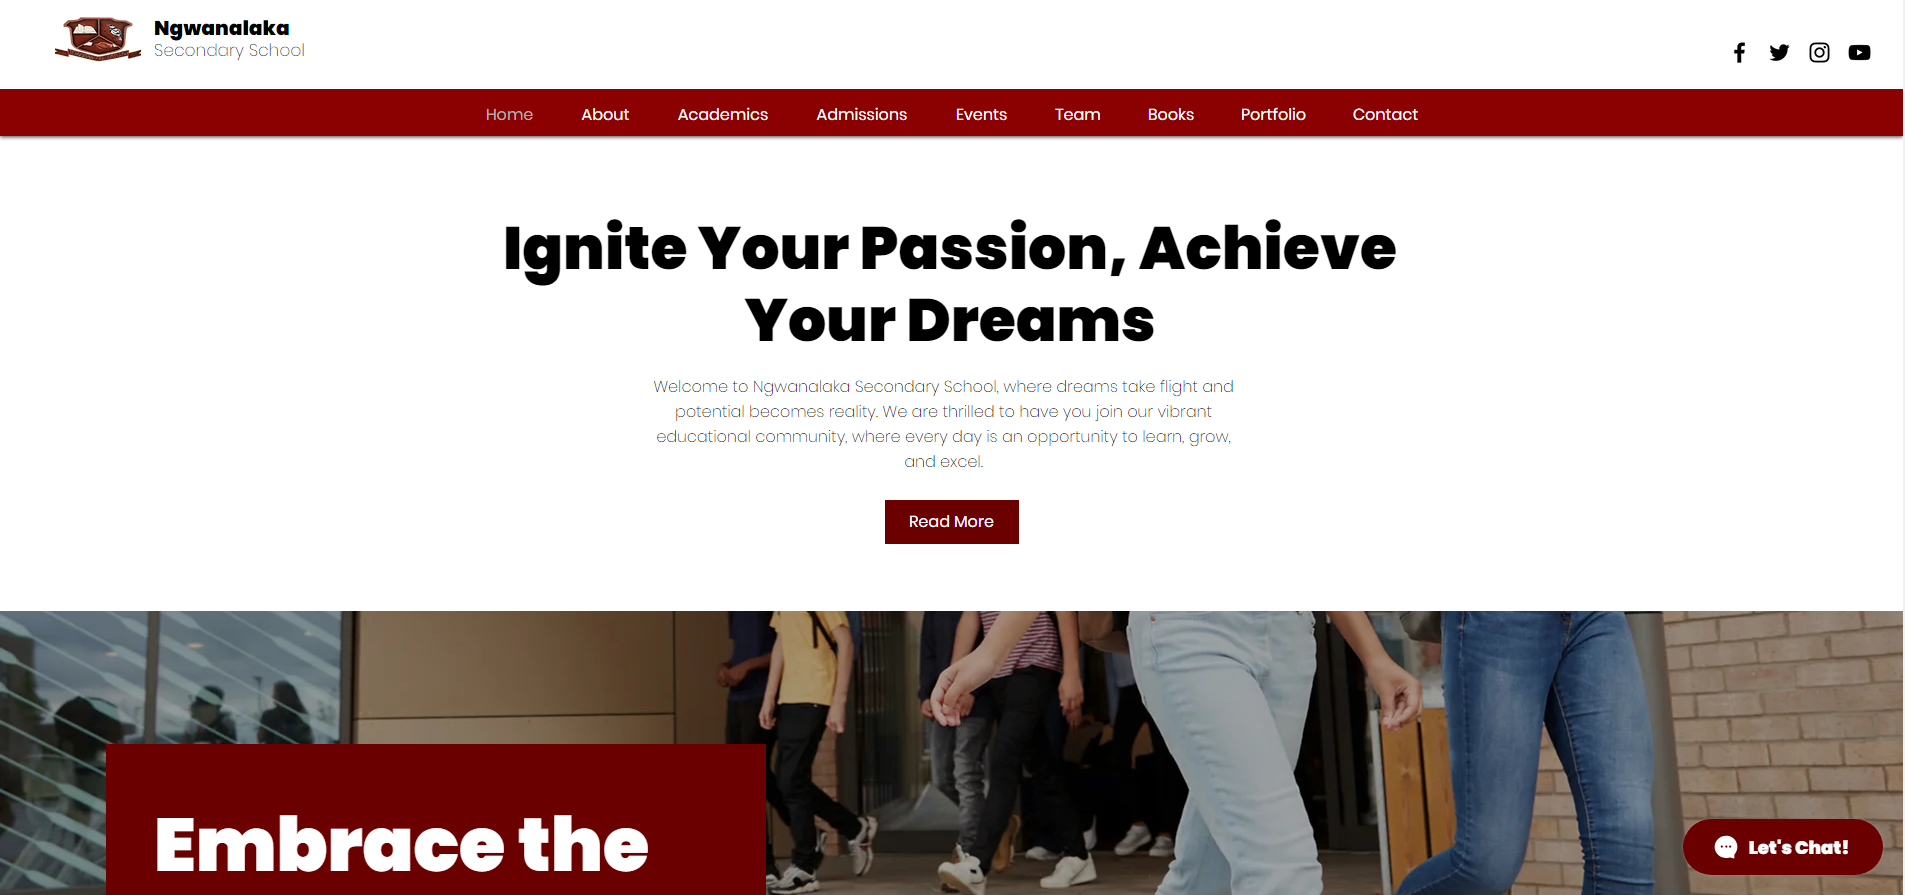 Ngwanalaka
Secondary School
Home About Academics Admissions Events Team Books Portfolio Contact
Ignite Your Passion, Achieve
Your Dreams
Welcome to Ngwanalaka Secondary School, where dreams take flight and
potential becomes reality. We are thrilled to have you join our vibrant
educational community, where every day is an opportunity to learn, grow,
and excel.
Read More
Embrace the
Let's Chat!